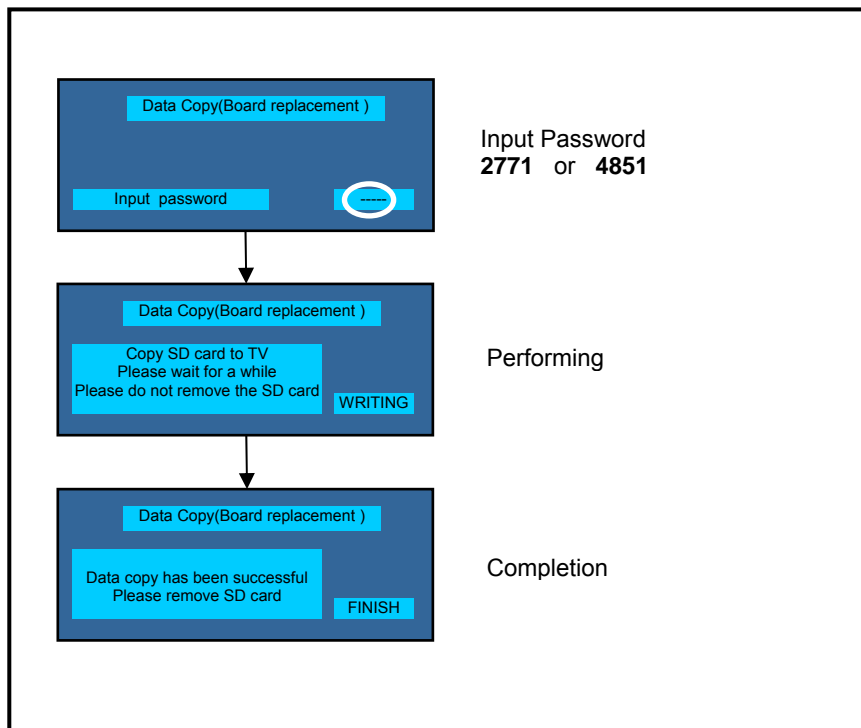 Data Copy(Board replacement )
Input password
-----
Input Password
2771 or 4851
Data Copy(Board replacement )
Copy SD card to TV
Please wait for a while
Please do not remove the SD card
WRITING
Performing
Data Copy(Board replacement )
Data copy has been successful
Please remove SD card
FINISH
Completion